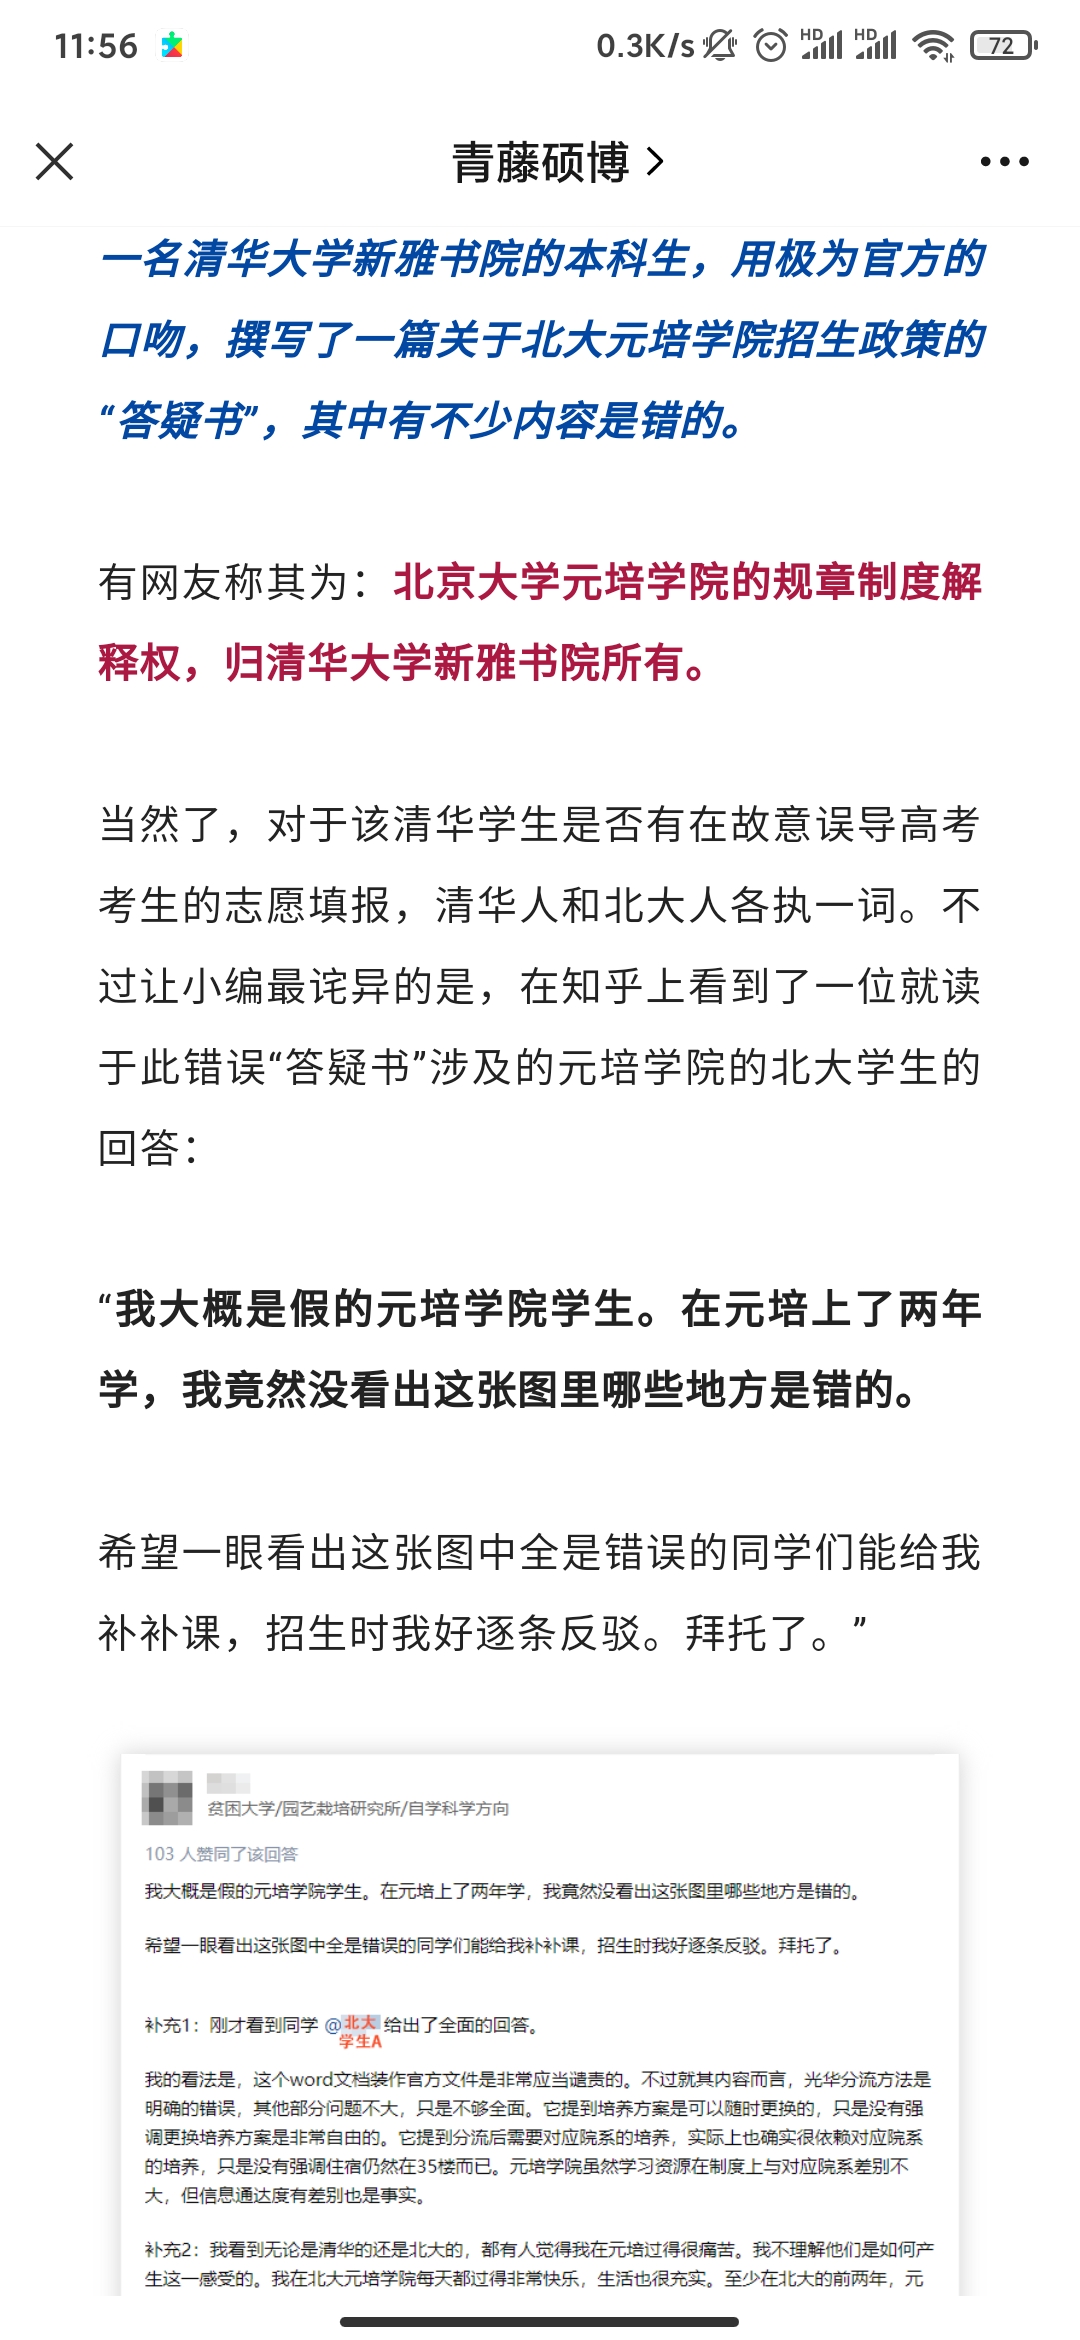 11:56
0.3K/s
HD
HD
72
青藤硕博
一名清华大学新雅书院的本科生，用极为官方的
口吻，撰写了一篇关于北大元培学院招生政策的
“答疑书”，其中有不少内容是错的。
有网友称其为：北京大学元培学院的规章制度解
释权，归清华大学新雅书院所有。
当然了，对于该清华学生是否有在故意误导高考
考生的志愿填报，清华人和北大人各执一词。不
过让小编最诧异的是，在知乎上看到了一位就读
于此错误“答疑书”涉及的元培学院的北大学生的
回答：
“我大概是假的元培学院学生。在元培上了两年
学，我竟然没看出这张图里哪些地方是错的。
希望一眼看出这张图中全是错误的同学们能给我
补补课，招生时我好逐条反驳。拜托了。”
贫困大学/园艺栽培研究所/自学科学方向
103 人赞同了该回答
我大概是假的元培学院学生。在元培上了两年学，我竟然没看出这张图里哪些地方是错的。
希望一眼看出这张图中全是错误的同学们能给我补补课，招生时我好逐条反驳。拜托了。
补充1：刚才看到同学 @北大学生A 给出了全面的回答。
我的看法是，这个word文档装作官方文件是非常应当谴责的。不过就其内容而言，光华分流方法是
明确的错误，其他部分问题不大，只是不够全面。它提到培养方案是可以随时更换的，只是没有强
调更换培养方案是非常自由的。它提到分流后需要对应院系的培养，实际上也确实很依赖对应院系
的培养，只是没有强调住宿仍然在35楼而已。元培学院虽然学习资源在制度上与对应院系差别不
大，但信息通达度有差别也是事实。
补充2：我看到无论是清华的还是北大的，都有人觉得我在元培过得很痛苦。我不理解他们是如何产
生这一感受的。我在北大元培学院每天都过得非常快乐，生活也很充实。至少在北大的前两年，元